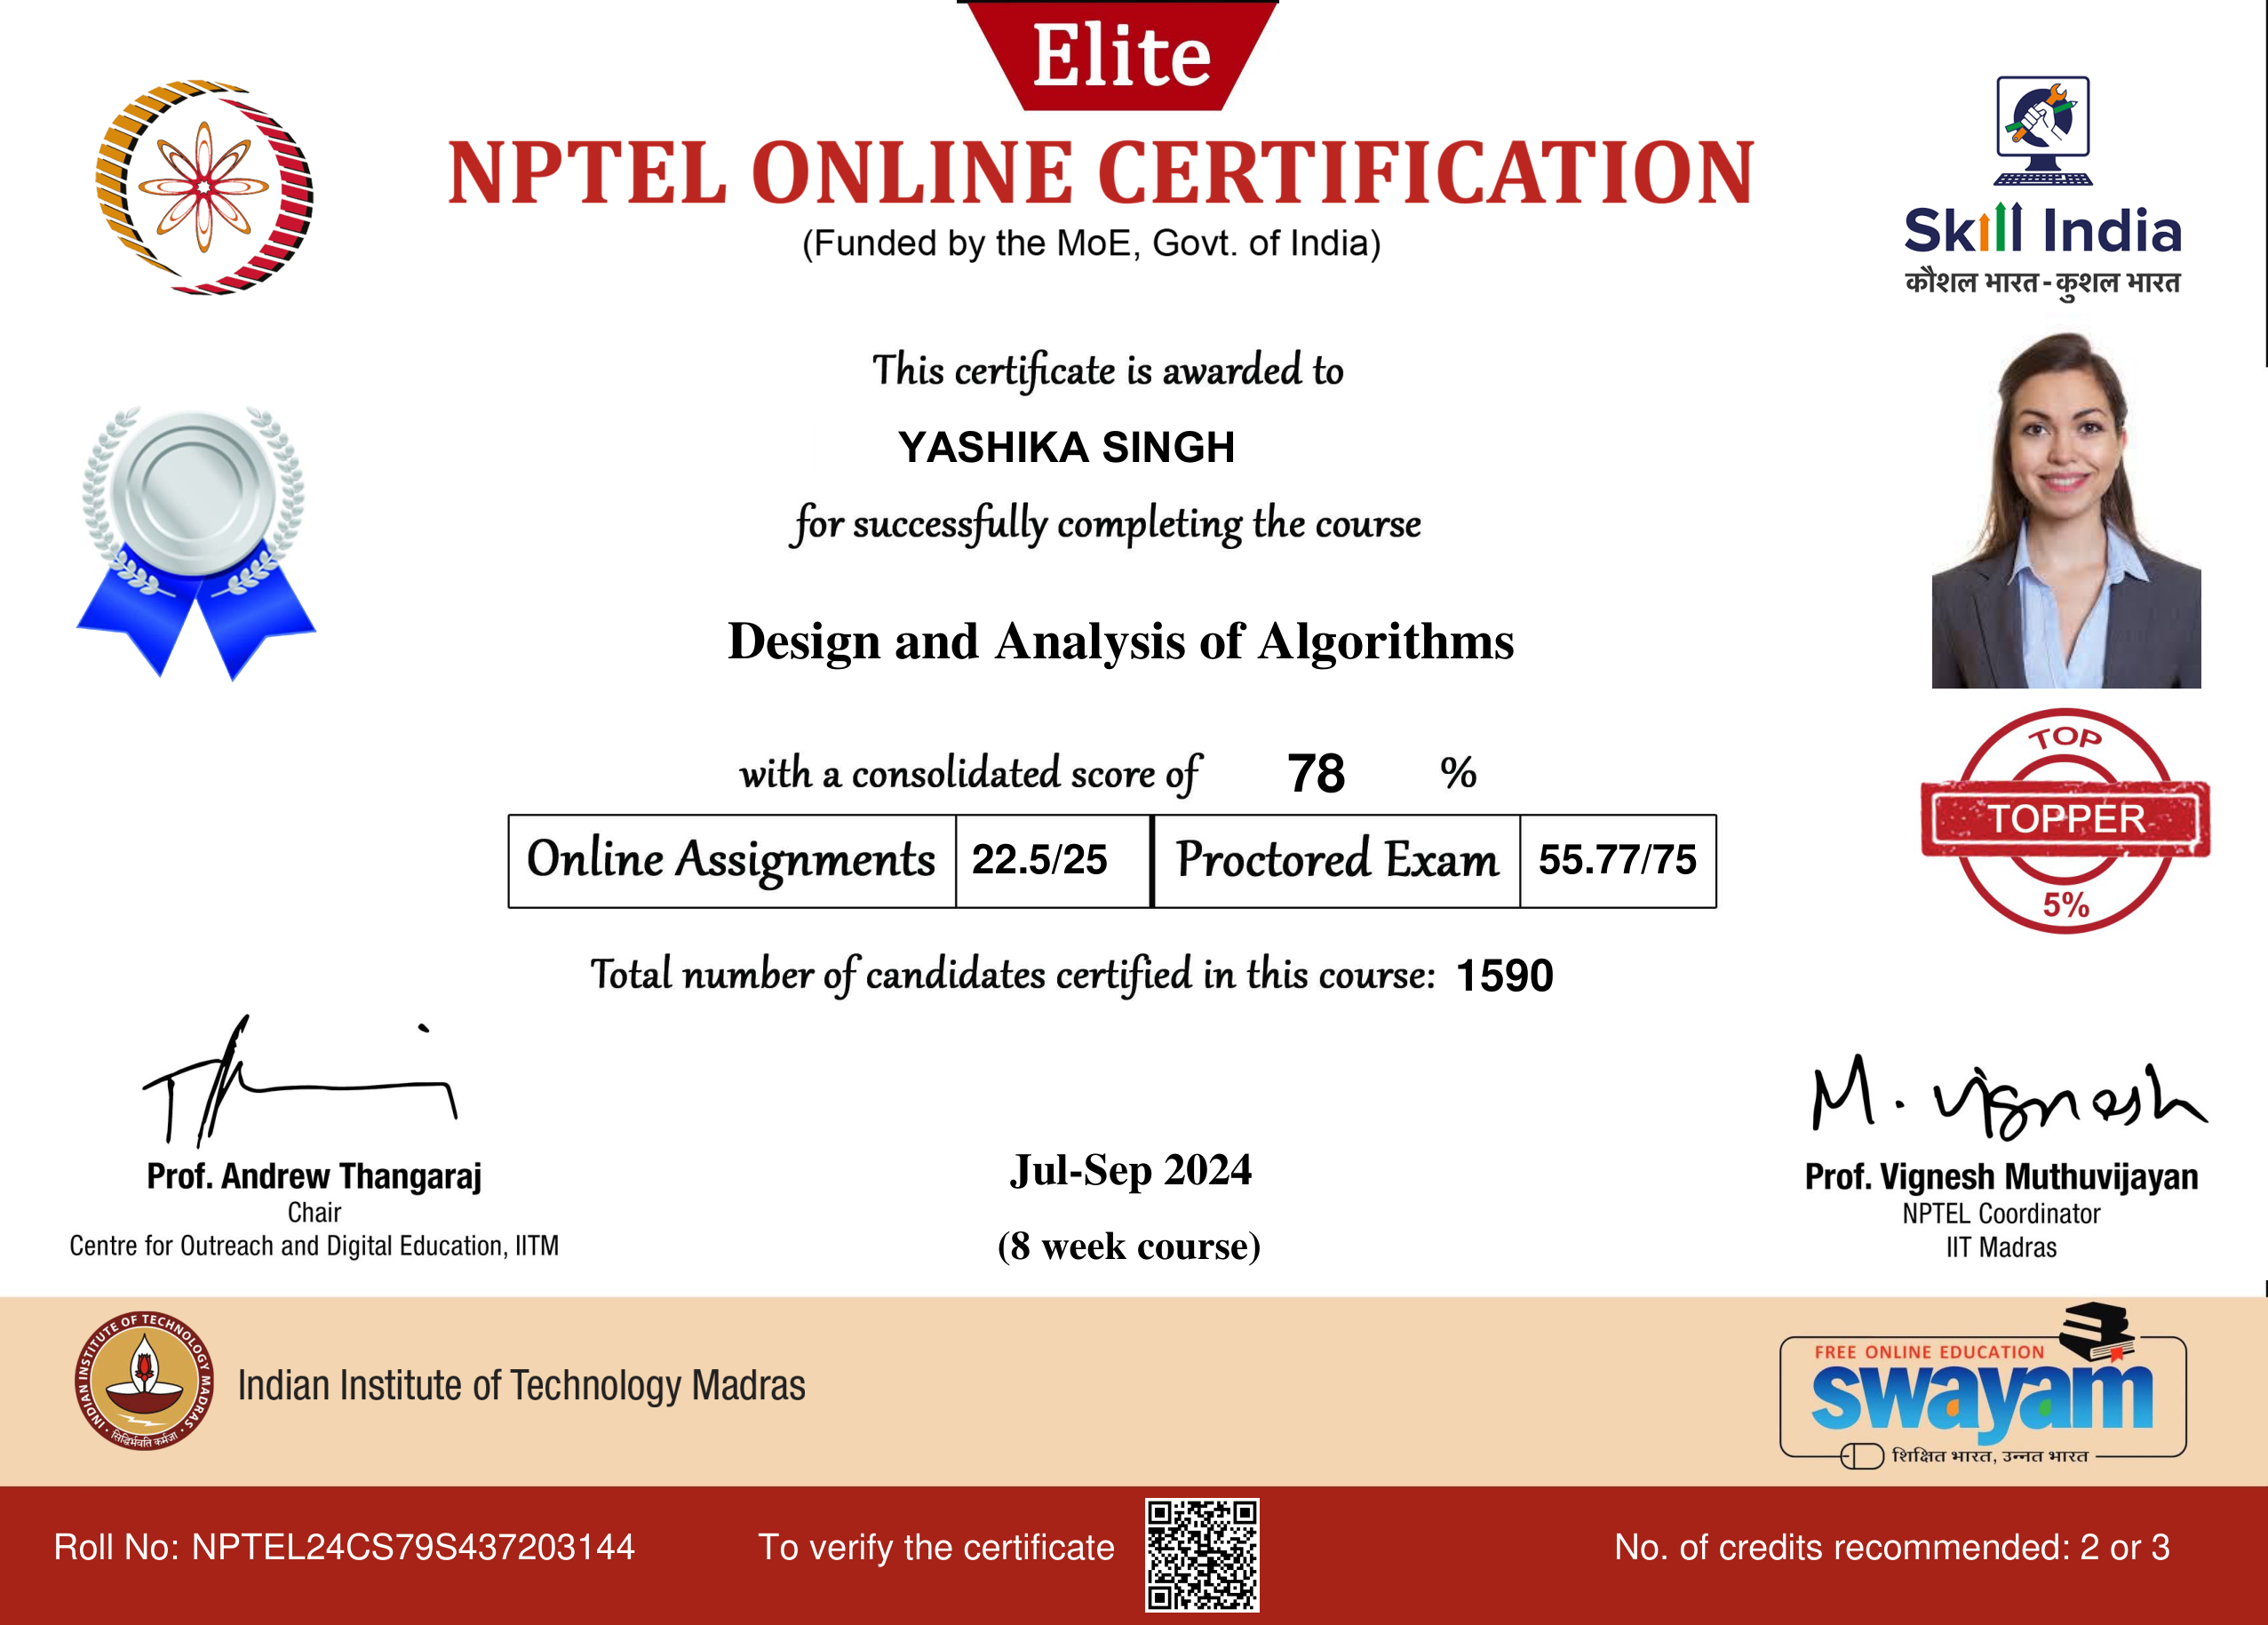 Elite
NPTEL ONLINE CERTIFICATION
(Funded by the MoE, Govt. of India)
Skill India
कौशल भारत - कुशल भारत
This certificate is awarded to
YASHIKA SINGH
for successfully completing the course
Design and Analysis of Algorithms
with a consolidated score of 78 %
Online Assignments 22.5/25 Proctored Exam 55.77/75
TOP
TOPPER
5%
Total number of candidates certified in this course: 1590
M. Vignesh
Prof. Andrew Thangaraj
Chair
Centre for Outreach and Digital Education, IITM
Jul-Sep 2024
(8 week course)
Prof. Vignesh Muthuvijayan
NPTEL Coordinator
IIT Madras
INDIAN INSTITUTE OF TECHNOLOGY MADRAS
सिद्धिर्भवति कर्मजा
Indian Institute of Technology Madras
FREE ONLINE EDUCATION
swayam
शिक्षित भारत, उन्नत भारत
Roll No: NPTEL24CS79S437203144
To verify the certificate
No. of credits recommended: 2 or 3